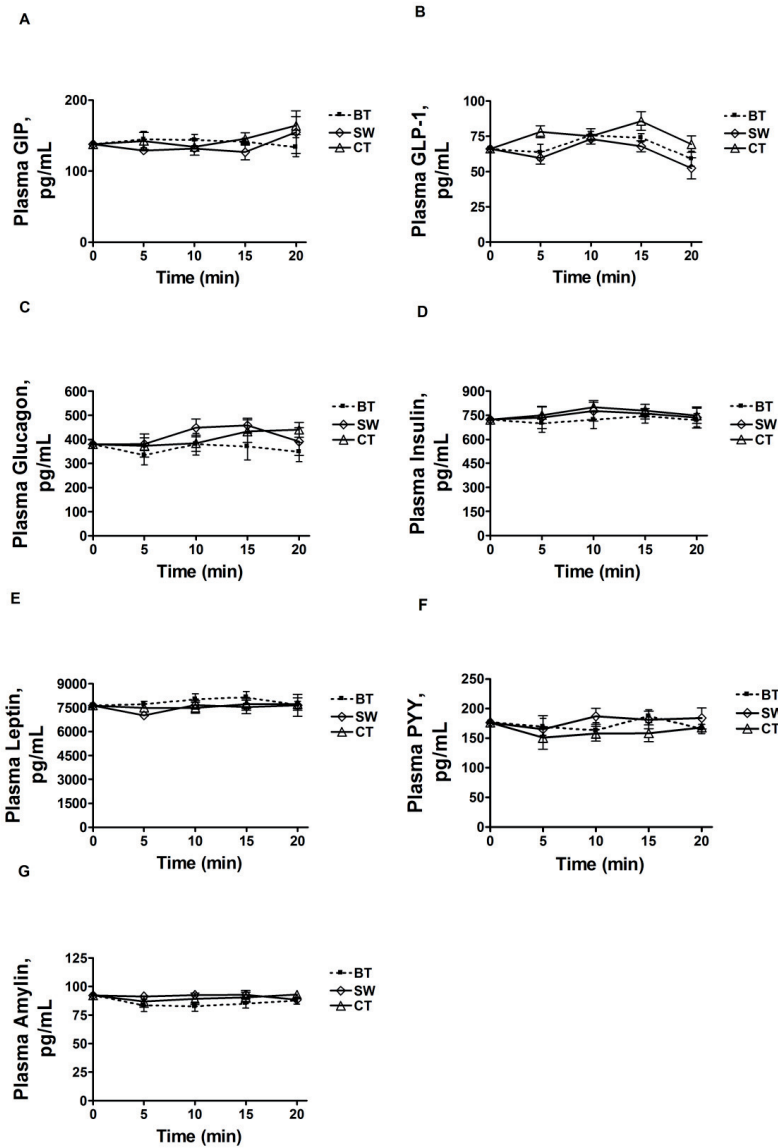 A
Plasma GIP,
pg/mL
200
100
0
0 5 10 15 20
Time (min)
BT
SW
CT
B
Plasma GLP-1,
pg/mL
100
75
50
25
0
0 5 10 15 20
Time (min)
BT
SW
CT
C
Plasma Glucagon,
pg/mL
600
500
400
300
200
100
0
0 5 10 15 20
Time (min)
BT
SW
CT
D
Plasma Insulin,
pg/mL
900
750
600
450
300
150
0
0 5 10 15 20
Time (min)
BT
SW
CT
E
Plasma Leptin,
pg/mL
9000
7500
6000
4500
3000
1500
0
0 5 10 15 20
Time (min)
BT
SW
CT
F
Plasma PYY,
pg/mL
250
200
150
100
50
0
0 5 10 15 20
Time (min)
BT
SW
CT
G
Plasma Amylin,
pg/mL
125
100
75
50
25
0
0 5 10 15 20
Time (min)
BT
SW
CT